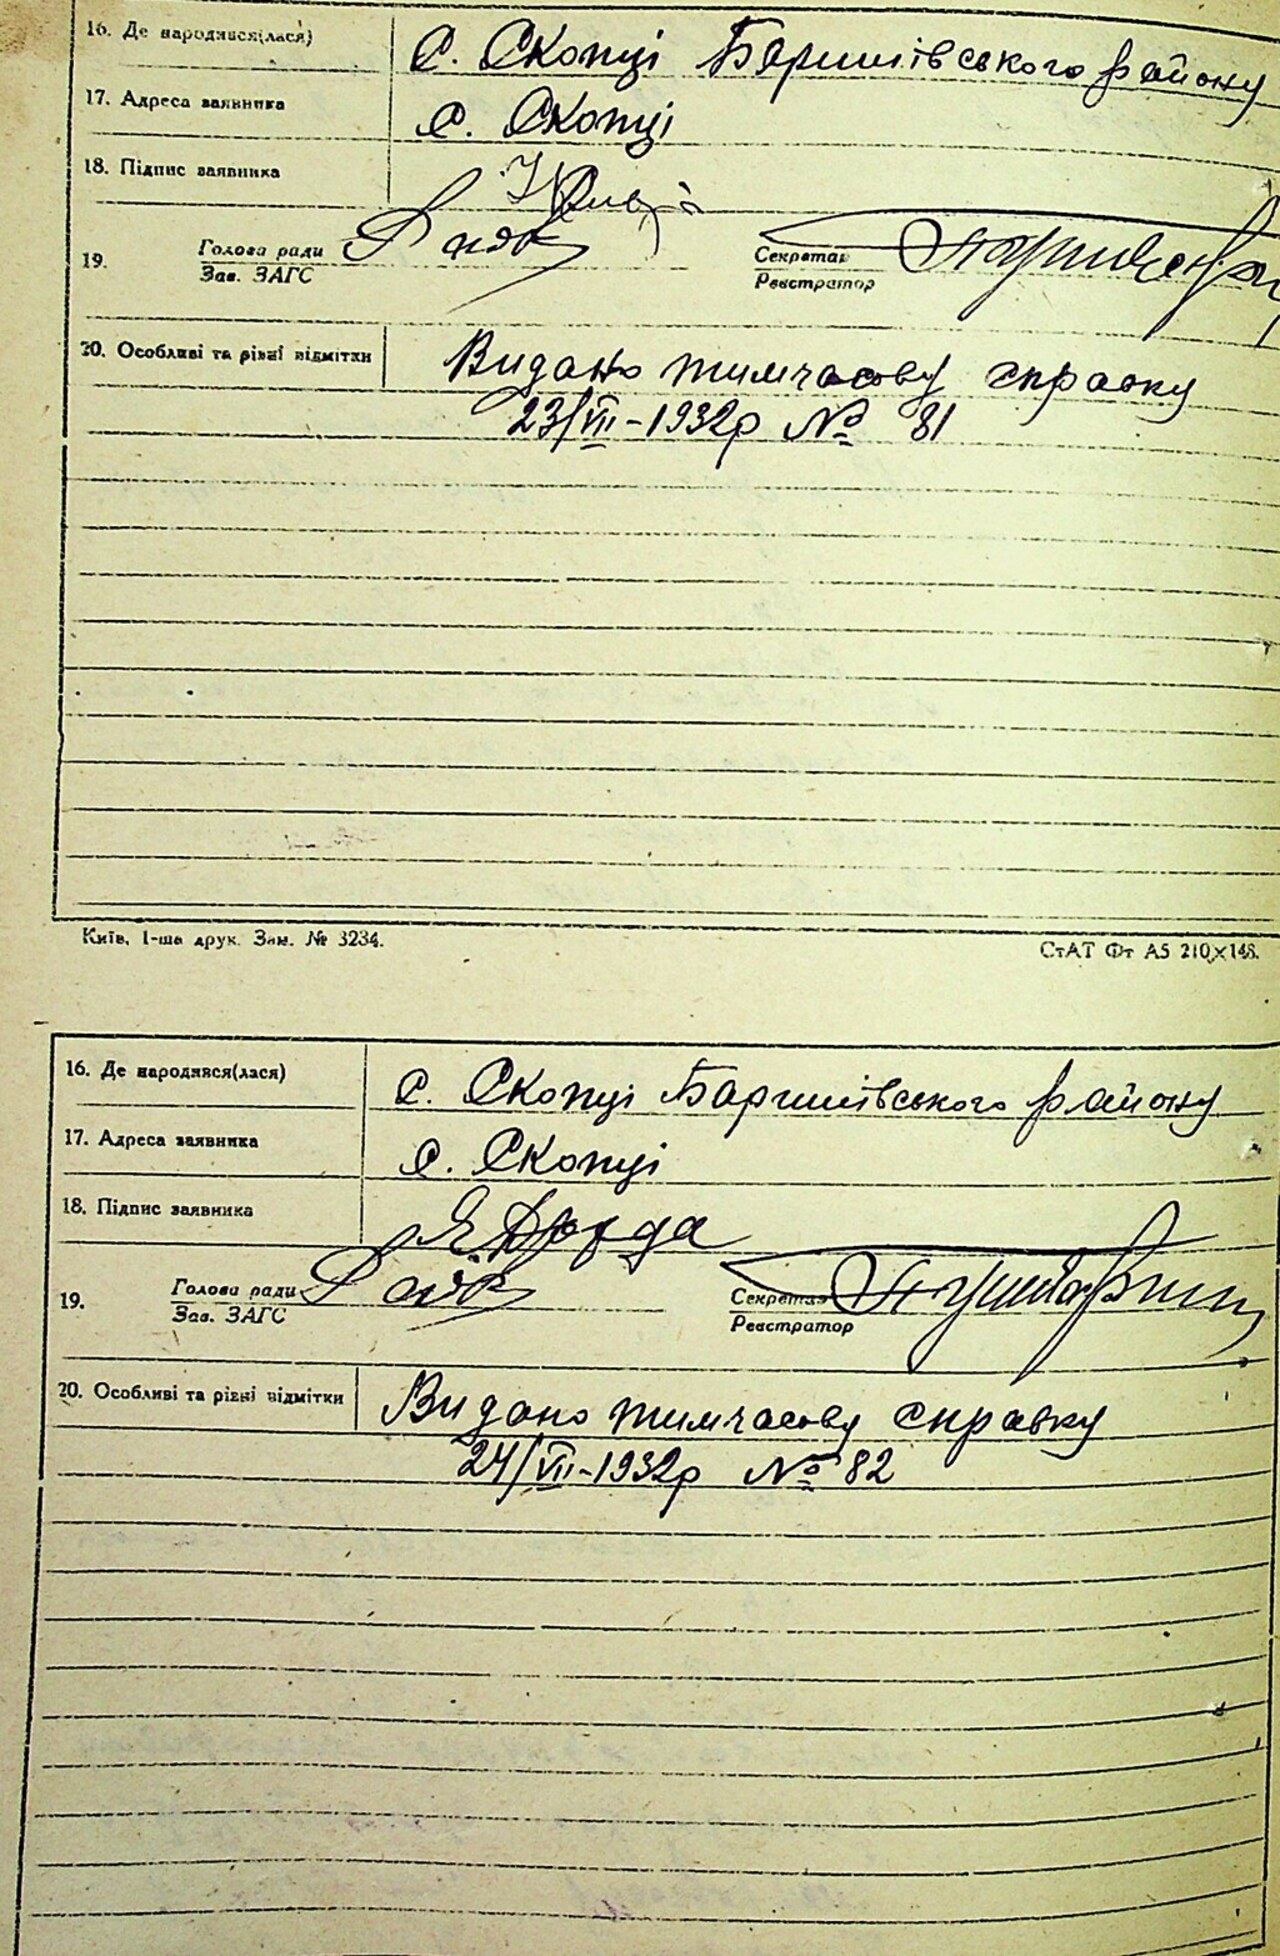 16. Де народився(лася) с. Скопці Баришівського району
17. Адреса заявника с. Скопці
18. Підпис заявника
19. Голова ради Секретар
Зав. ЗАГС Реєстратор
20. Особливі та різні відмітки Видано тимчасову справку
23/VII-1932р № 81
Київ, 1-ша друк. Зам. № 3234. СтАТ Фт А5 210×148.
16. Де народився(лася) с. Скопці Баришівського району
17. Адреса заявника с. Скопці
18. Підпис заявника
19. Голова ради Секретар
Зав. ЗАГС Реєстратор
20. Особливі та різні відмітки Видано тимчасову справку
24/VII-1932р № 82